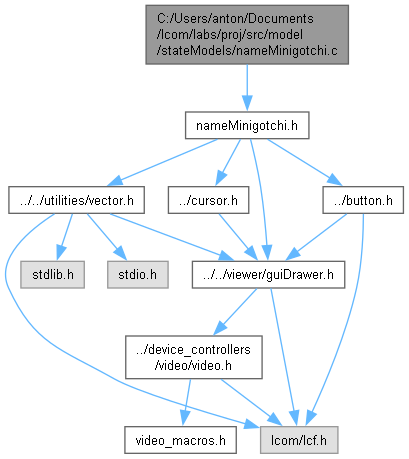 C:/Users/anton/Documents
/lcom/labs/proj/src/model
/stateModels/nameMinigotchi.c
nameMinigotchi.h
../../utilities/vector.h
../cursor.h
../button.h
stdlib.h
stdio.h
../../viewer/guiDrawer.h
../device_controllers
/video/video.h
video_macros.h
lcom/lcf.h